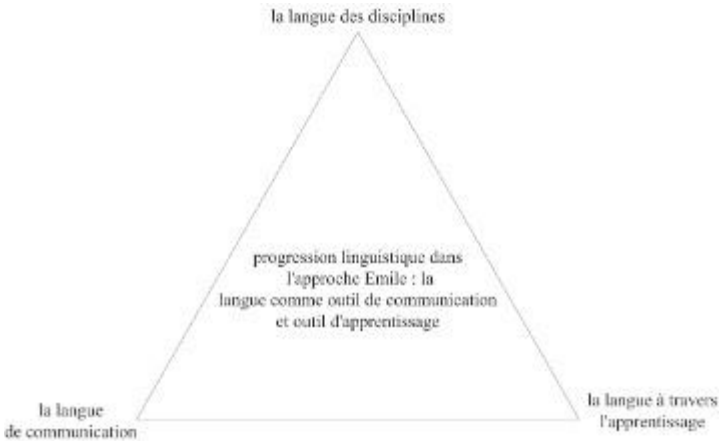 la langue des disciplines
progression linguistique dans
l'approche Emile : la
langue comme outil de communication
et outil d'apprentissage
la langue
de communication
la langue à travers
l'apprentissage